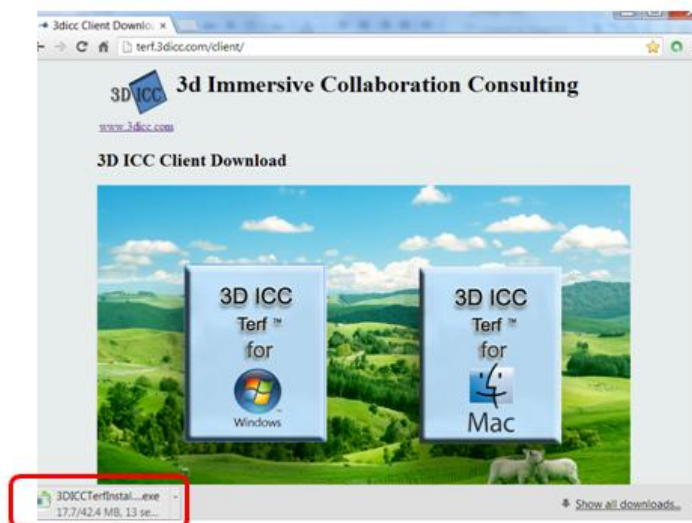 3dicc Client Downlo
terf.3dicc.com/client/
3D ICC
3d Immersive Collaboration Consulting
www.3dicc.com
3D ICC Client Download
3D ICC
Terf ™
for
Windows
3D ICC
Terf ™
for
Mac
3DICCTerfInstal....exe
17.7/42.4 MB, 13 se...
Show all downloads...